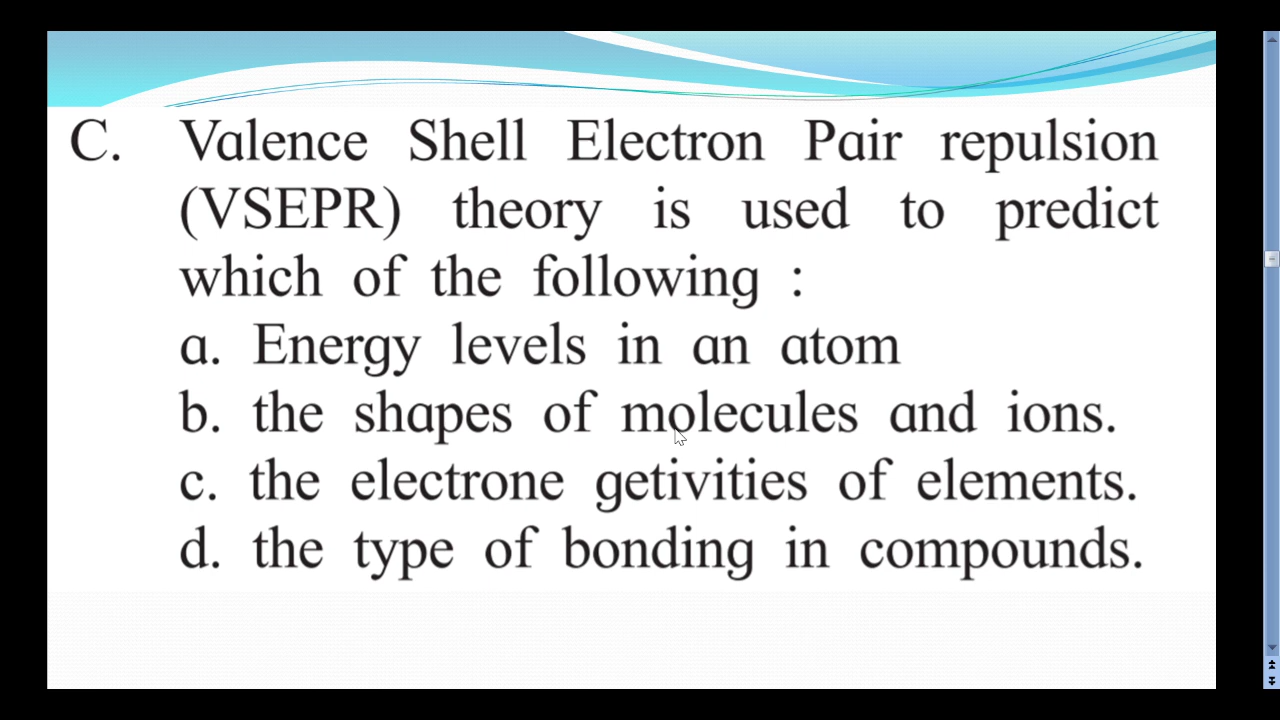 C. Valence Shell Electron Pair repulsion
(VSEPR) theory is used to predict
which of the following :
a. Energy levels in an atom
b. the shapes of molecules and ions.
c. the electrone getivities of elements.
d. the type of bonding in compounds.